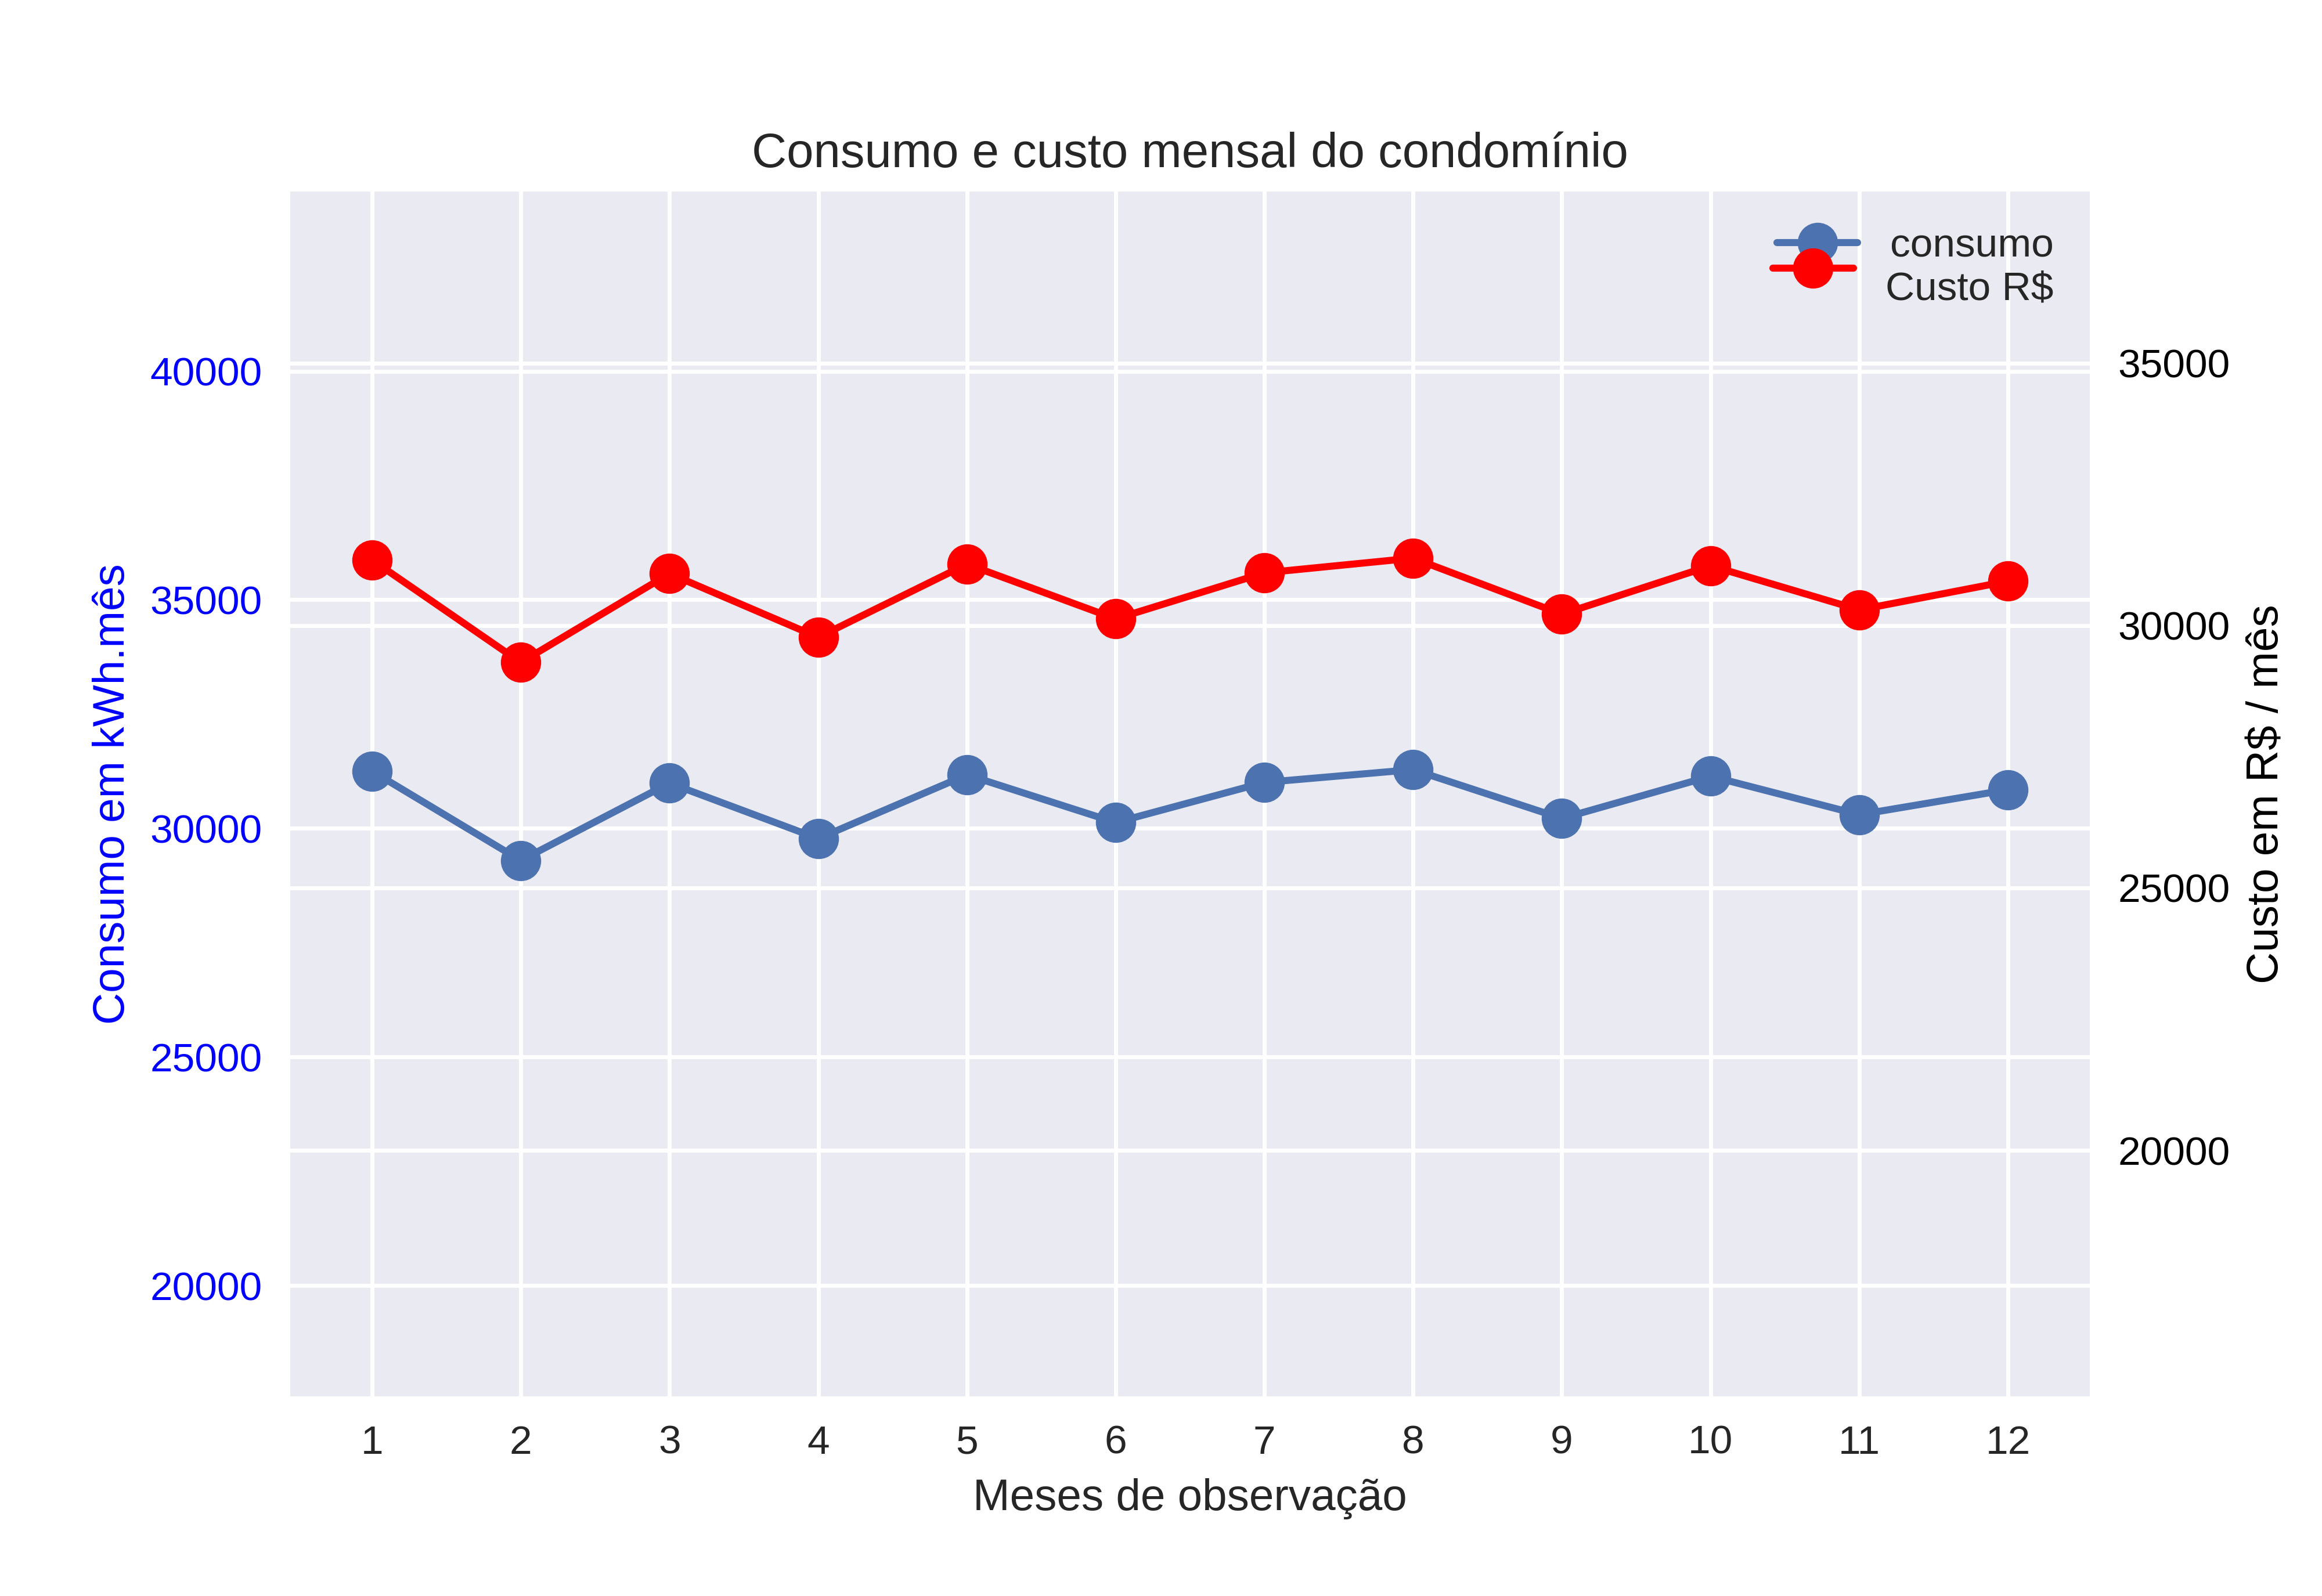 Consumo e custo mensal do condomínio
consumo
Custo R$
Consumo em kWh.mês
40000
35000
30000
25000
20000
35000
30000
25000
20000
Custo em R$ / mês
1 2 3 4 5 6 7 8 9 10 11 12
Meses de observação